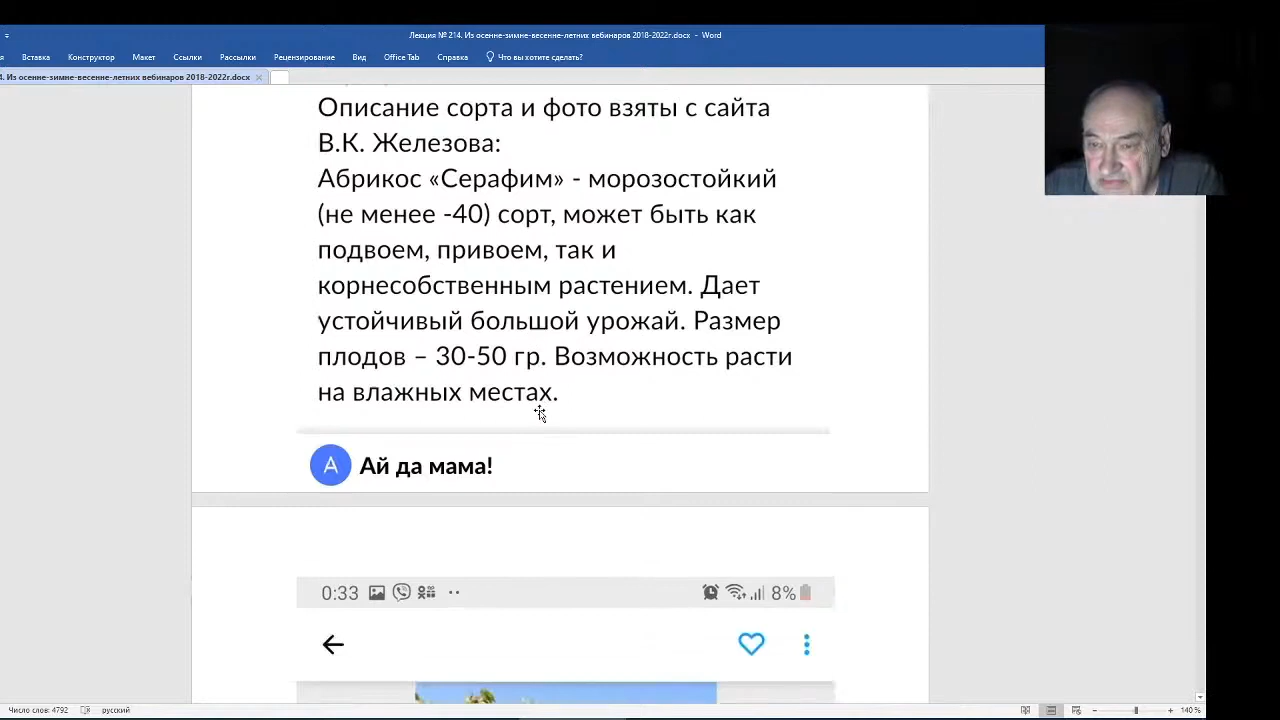 Лекция № 214. Из осенне-зимне-весенне-летних вебинаров 2018-2022г.docx - Word
Вставка Конструктор Макет Ссылки Рассылки Рецензирование Вид Office Tab Справка Что вы хотите сделать?
4. Из осенне-зимне-весенне-летних вебинаров 2018-2022г.docx
Описание сорта и фото взяты с сайта
В.К. Железова:
Абрикос «Серафим» - морозостойкий
(не менее -40) сорт, может быть как
подвоем, привоем, так и
корнесобственным растением. Дает
устойчивый большой урожай. Размер
плодов – 30-50 гр. Возможность расти
на влажных местах.
А Ай да мама!
0:33 8%
Число слов: 4792 русский 140 %